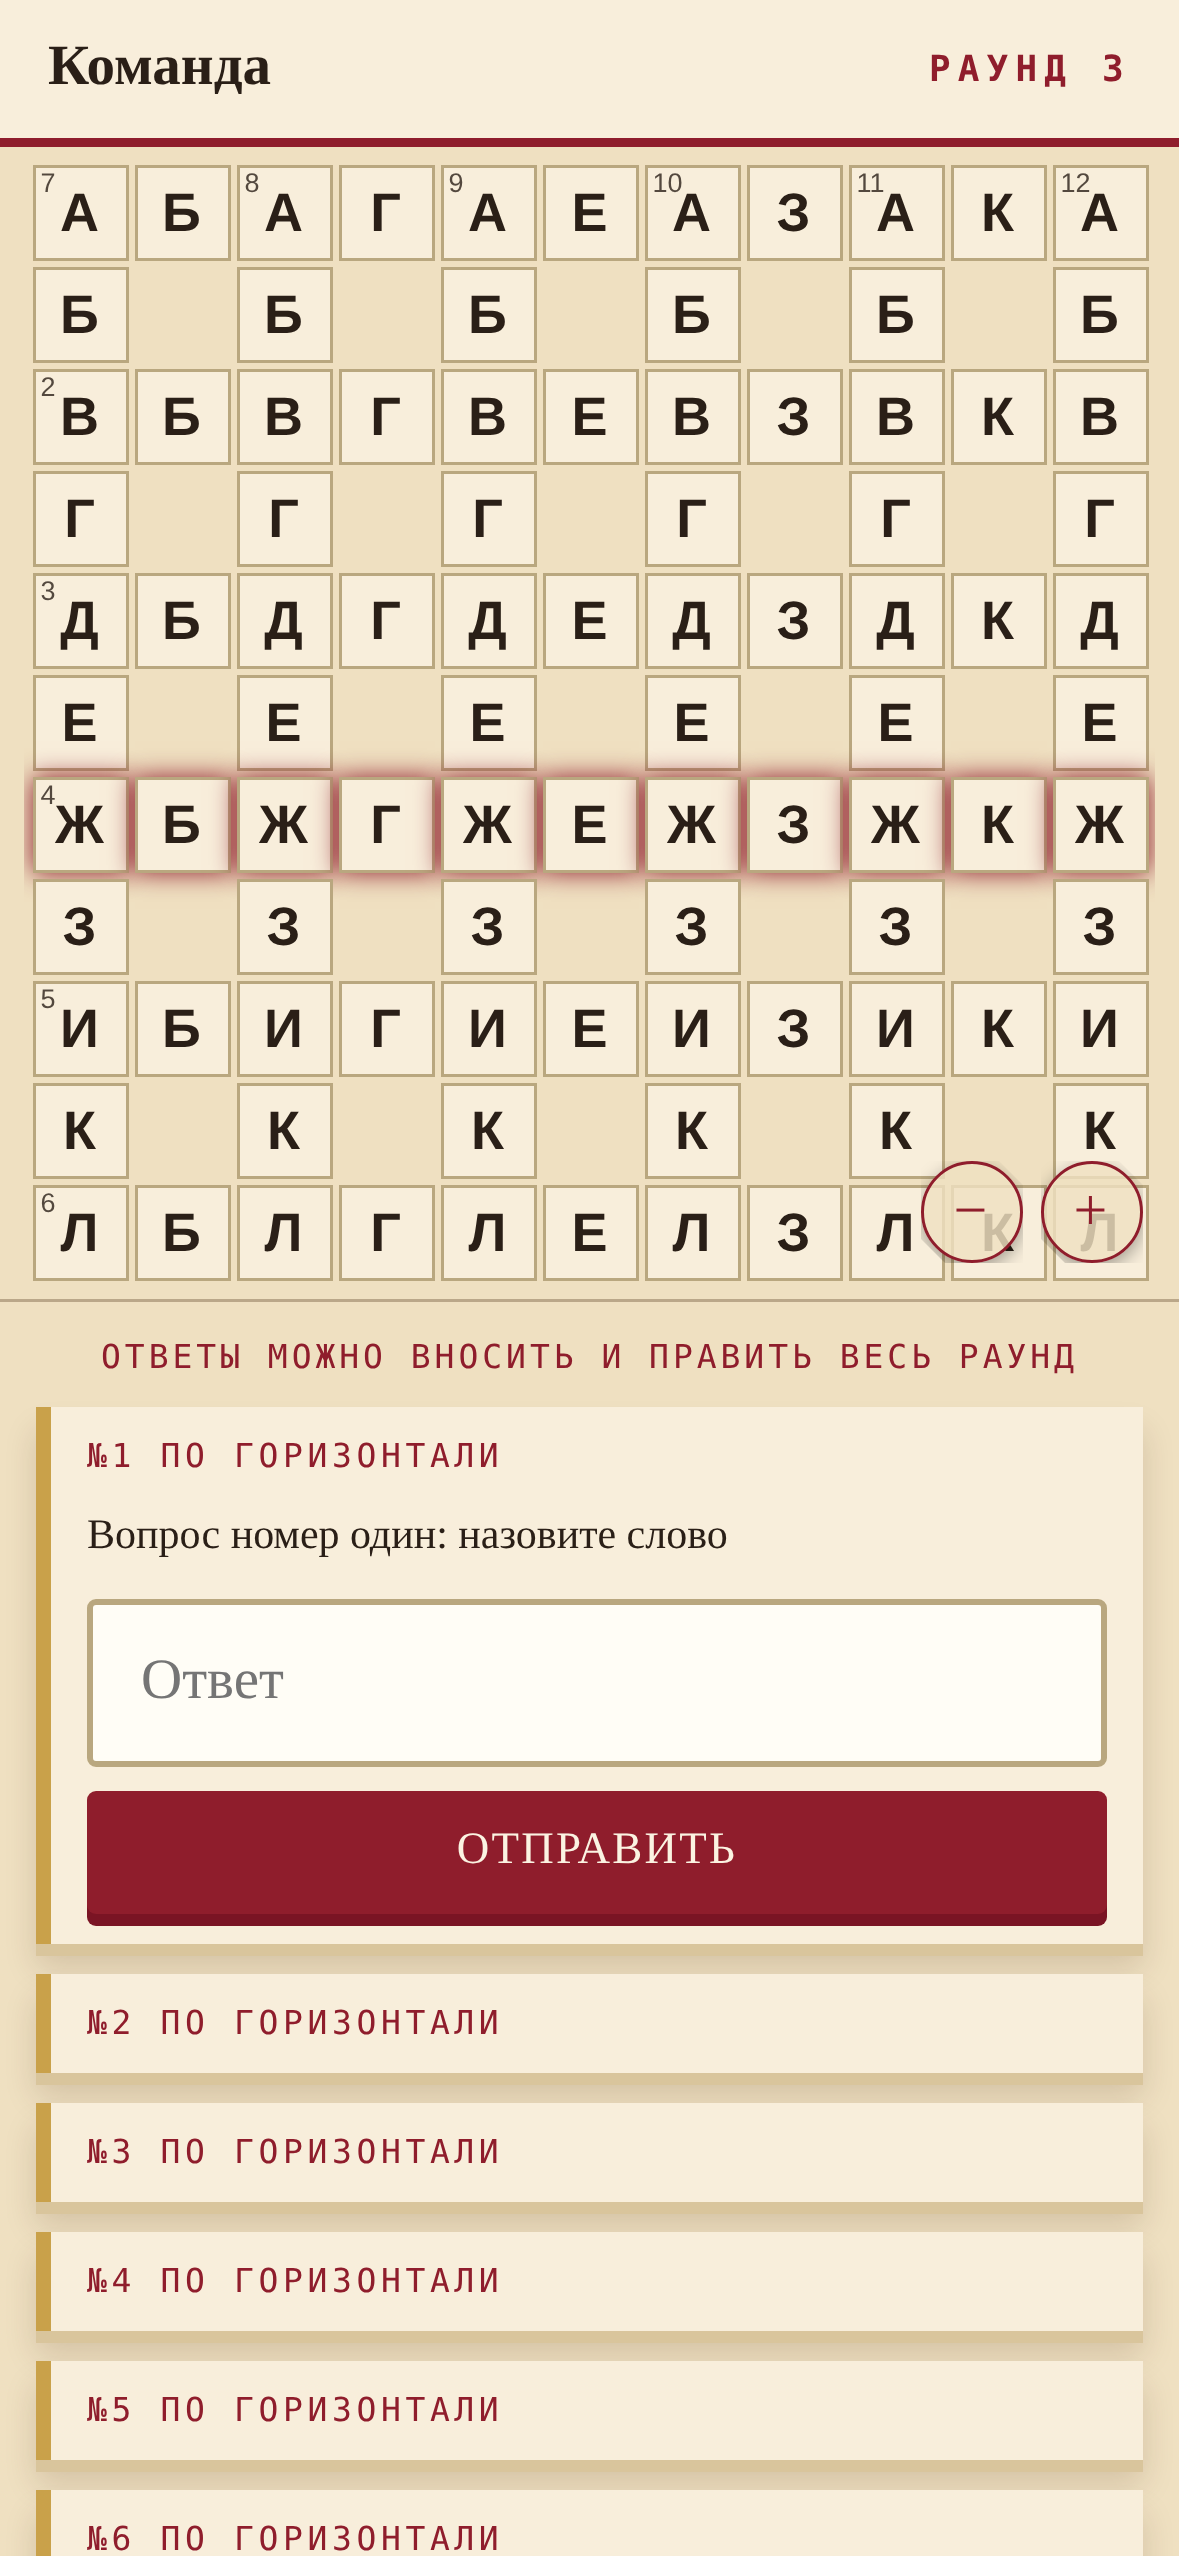 Команда
РАУНД 3
7 А Б 8 А Г 9 А Е 10 А З 11 А К 12 А
Б Б Б Б Б Б
2 В Б В Г В Е В З В К В
Г Г Г Г Г Г
3 Д Б Д Г Д Е Д З Д К Д
Е Е Е Е Е Е
4 Ж Б Ж Г Ж Е Ж З Ж К Ж
З З З З З З
5 И Б И Г И Е И З И К И
К К К К К К
6 Л Б Л Г Л Е Л З Л К Л
− +
ОТВЕТЫ МОЖНО ВНОСИТЬ И ПРАВИТЬ ВЕСЬ РАУНД
№1 ПО ГОРИЗОНТАЛИ
Вопрос номер один: назовите слово
Ответ
ОТПРАВИТЬ
№2 ПО ГОРИЗОНТАЛИ
№3 ПО ГОРИЗОНТАЛИ
№4 ПО ГОРИЗОНТАЛИ
№5 ПО ГОРИЗОНТАЛИ
№6 ПО ГОРИЗОНТАЛИ